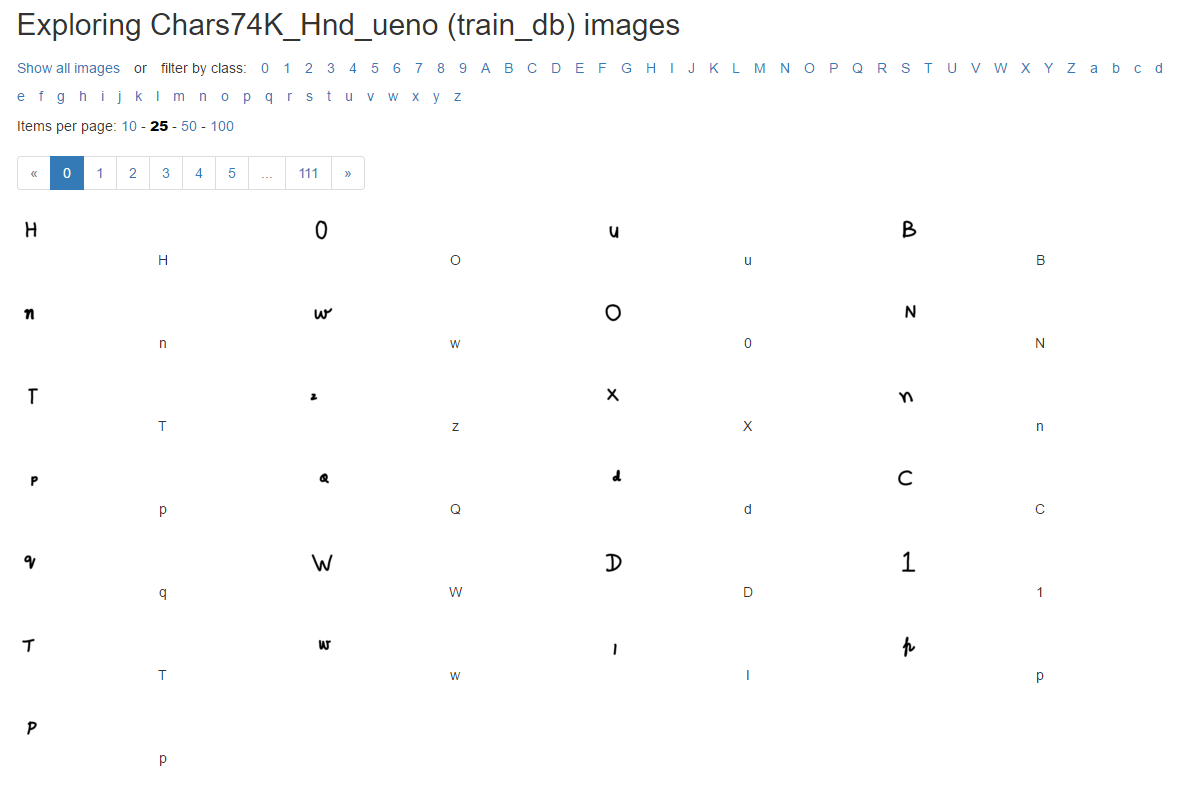 Exploring Chars74K_Hnd_ueno (train_db) images
Show all images or filter by class: 0 1 2 3 4 5 6 7 8 9 A B C D E F G H I J K L M N O P Q R S T U V W X Y Z a b c d
e f g h i j k l m n o p q r s t u v w x y z
Items per page: 10 - 25 - 50 - 100
« 0 1 2 3 4 5 ... 111 »
H O u B
H O u B
n w O N
n w 0 N
T z X n
T z X n
p Q d C
p Q d C
q W D 1
q W D 1
T w I p
T w I p
p
p